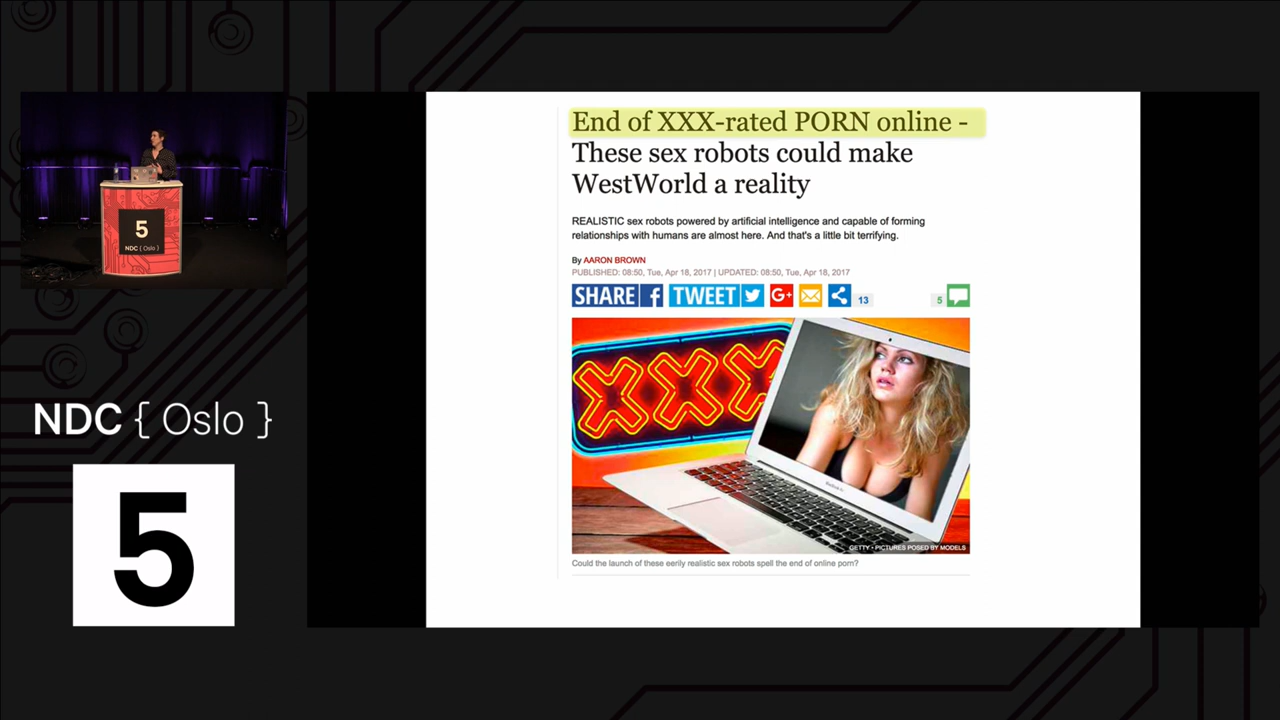 End of XXX-rated PORN online -
These sex robots could make
WestWorld a reality
REALISTIC sex robots powered by artificial intelligence and capable of forming
relationships with humans are almost here. And that's a little bit terrifying.
By AARON BROWN
PUBLISHED: 08:50, Tue, Apr 18, 2017 | UPDATED: 08:50, Tue, Apr 18, 2017
SHARE f TWEET G+ 13 5
XXX
GETTY • PICTURES POSED BY MODELS
Could the launch of these eerily realistic sex robots spell the end of online porn?
5
NDC { Oslo }
NDC { Oslo }
5